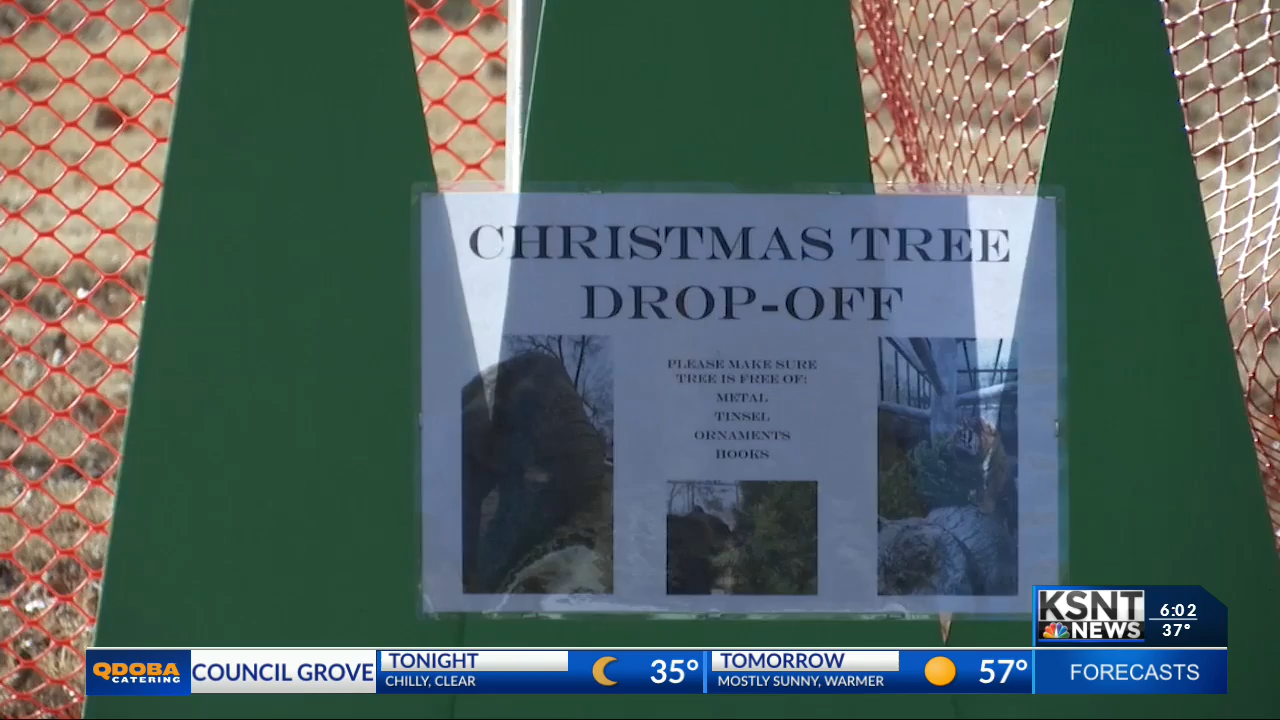 CHRISTMAS TREE
DROP-OFF
PLEASE MAKE SURE
TREE IS FREE OF:
METAL
TINSEL
ORNAMENTS
HOOKS
KSNT
NEWS
6:02
37°
QDOBA
CATERING
COUNCIL GROVE
TONIGHT
CHILLY, CLEAR
35°
TOMORROW
MOSTLY SUNNY, WARMER
57°
FORECASTS